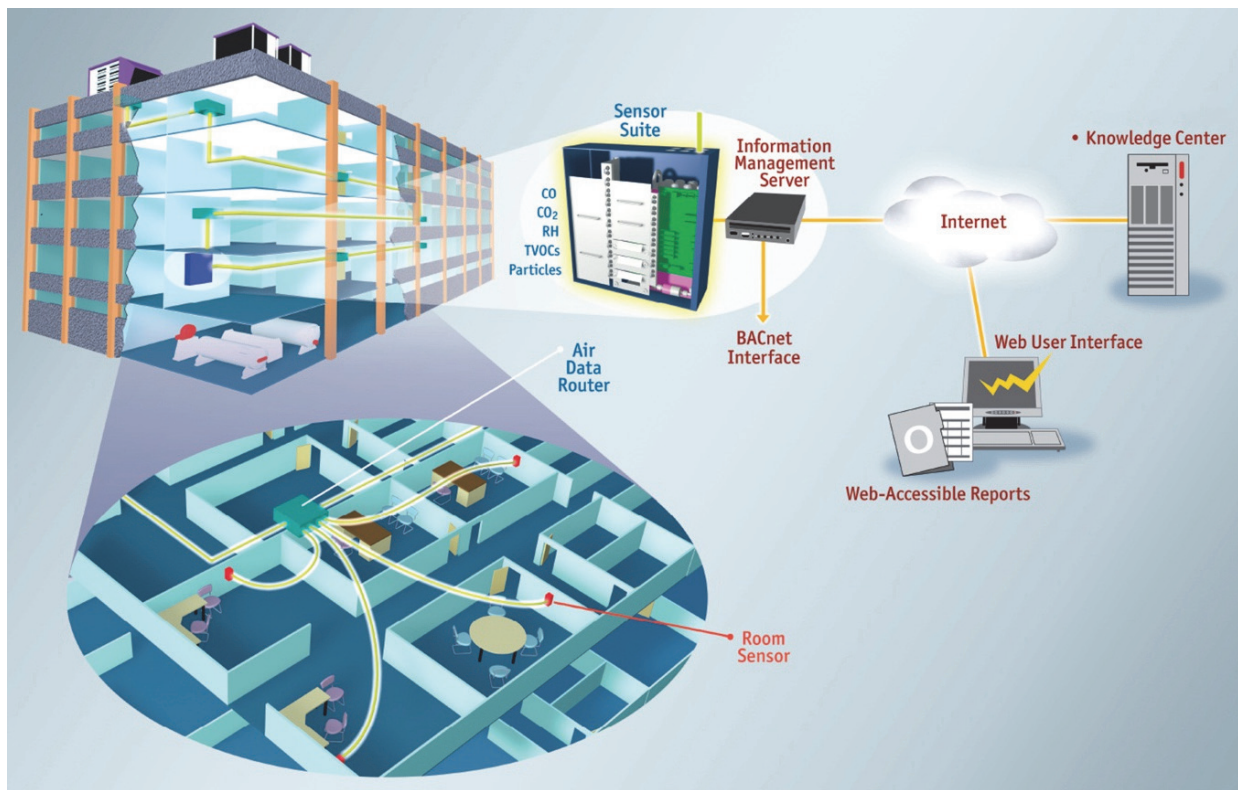 Sensor
Suite
CO
CO₂
RH
TVOCs
Particles
Information
Management
Server
BACnet
Interface
Internet
• Knowledge Center
Web User Interface
Web-Accessible Reports
Air
Data
Router
Room
Sensor